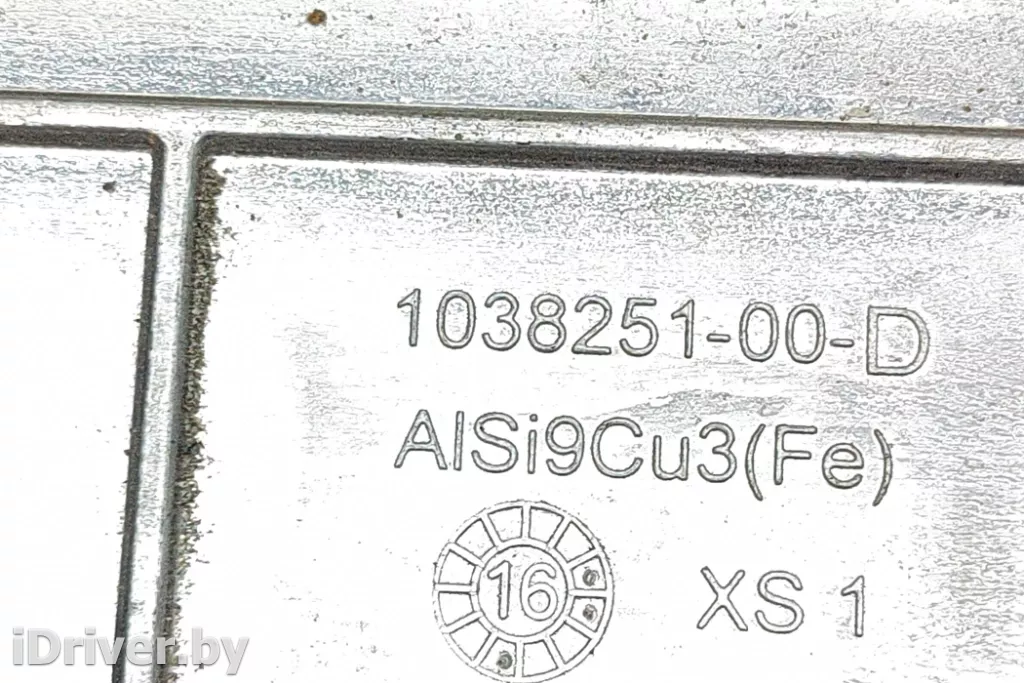 1038251-00-D
AlSi9Cu3(Fe)
16
XS 1
iDriver.by